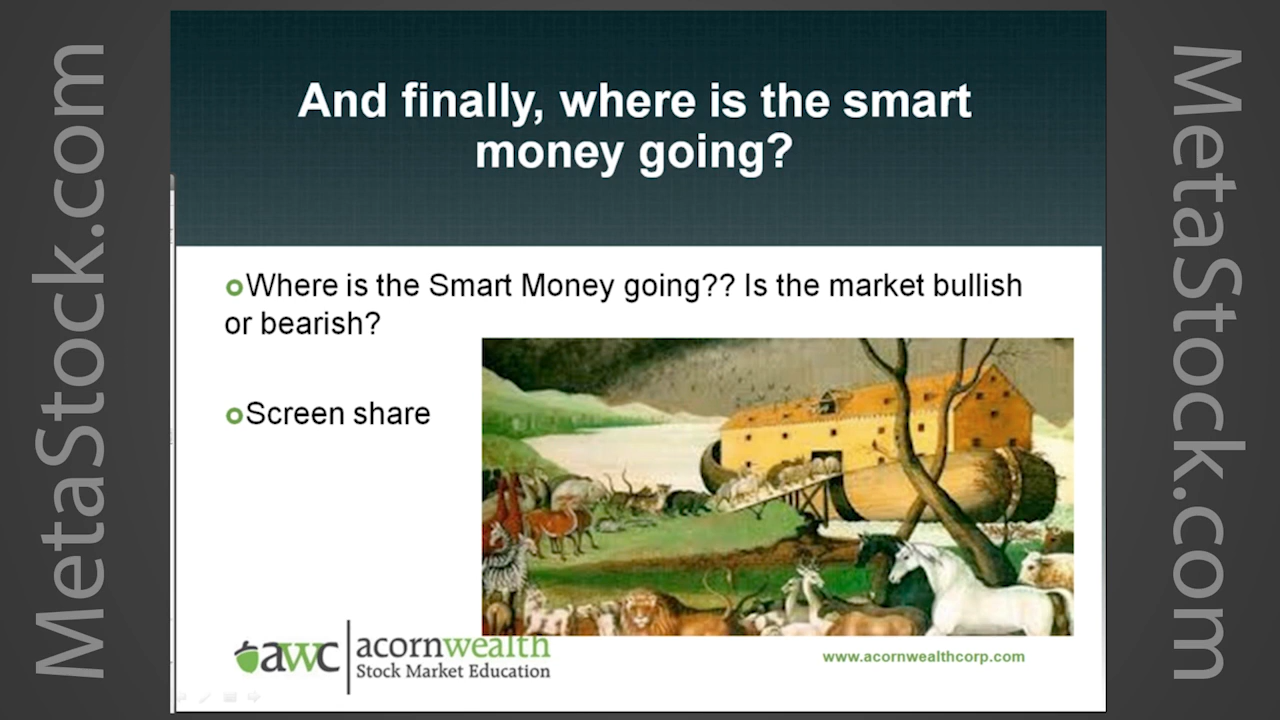 MetaStock.com
And finally, where is the smart
money going?
Where is the Smart Money going?? Is the market bullish
or bearish?
Screen share
awc
acornwealth
Stock Market Education
www.acornwealthcorp.com
MetaStock.com